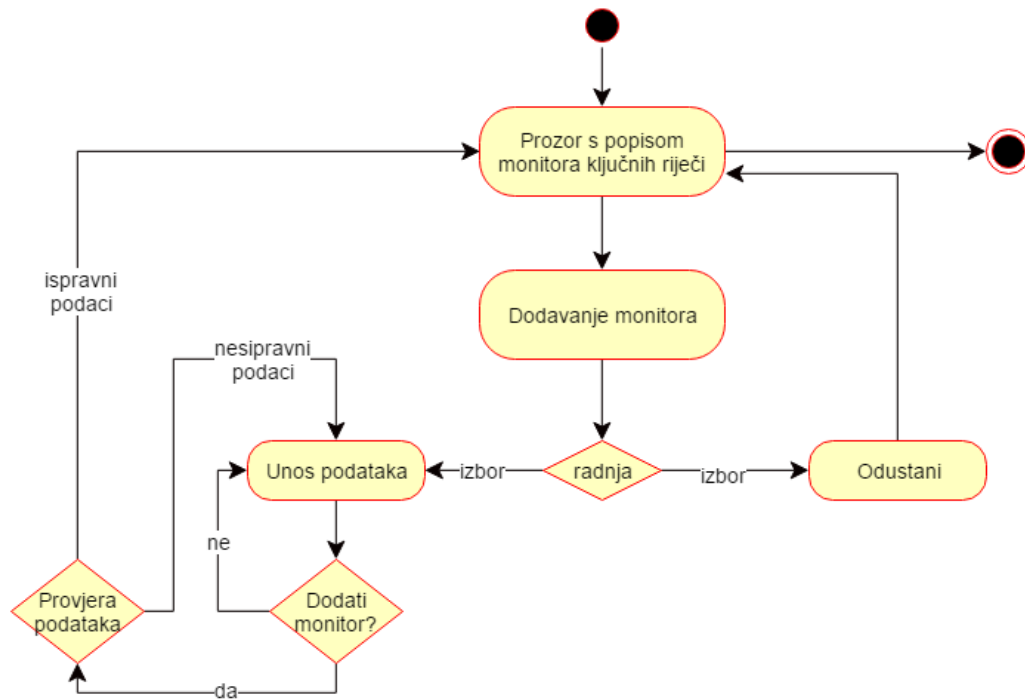 Prozor s popisom
monitora ključnih riječi
ispravni
podaci
Dodavanje monitora
nesipravni
podaci
Unos podataka
izbor
radnja
izbor
Odustani
ne
Provjera
podataka
Dodati
monitor?
da